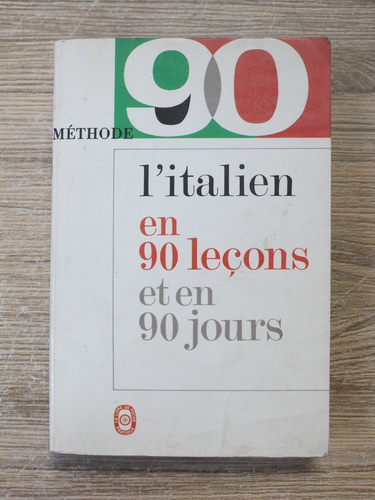 90
MÉTHODE
l'italien
en
90 leçons
et en
90 jours